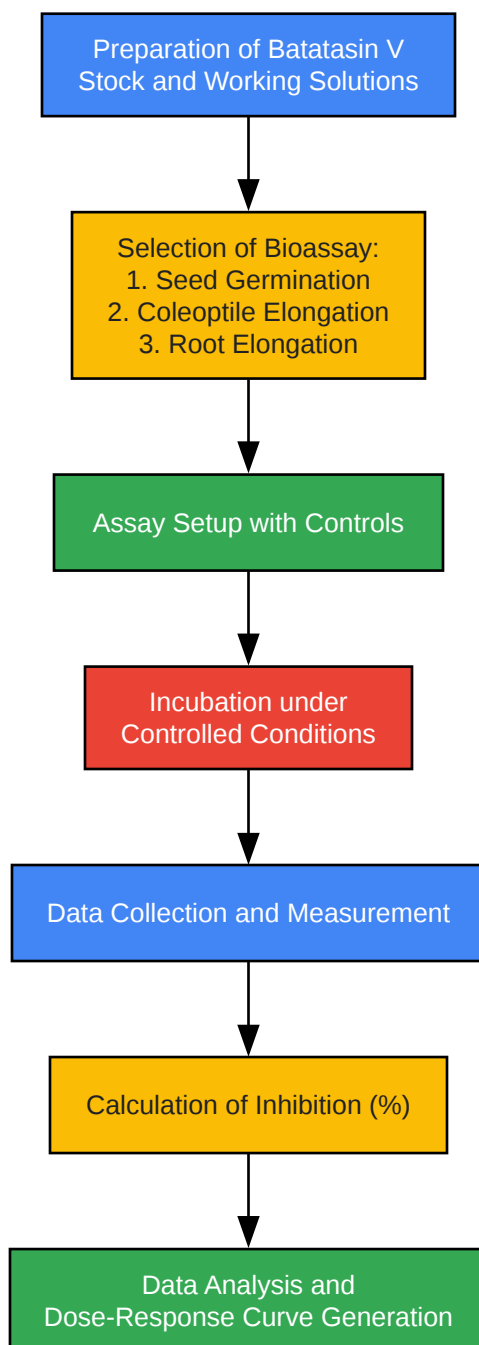 Preparation of Batatasin V
Stock and Working Solutions
Selection of Bioassay:
1. Seed Germination
2. Coleoptile Elongation
3. Root Elongation
Assay Setup with Controls
Incubation under
Controlled Conditions
Data Collection and Measurement
Calculation of Inhibition (%)
Data Analysis and
Dose-Response Curve Generation